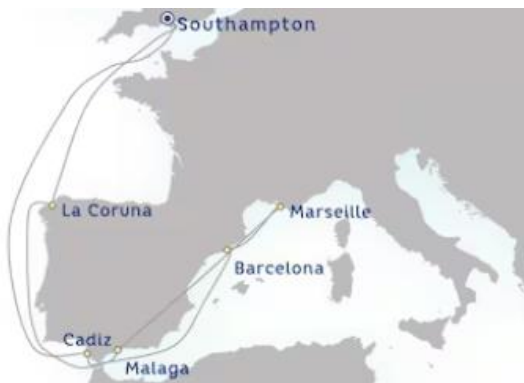 Southampton
La Coruna
Marseille
Barcelona
Cadiz
Malaga